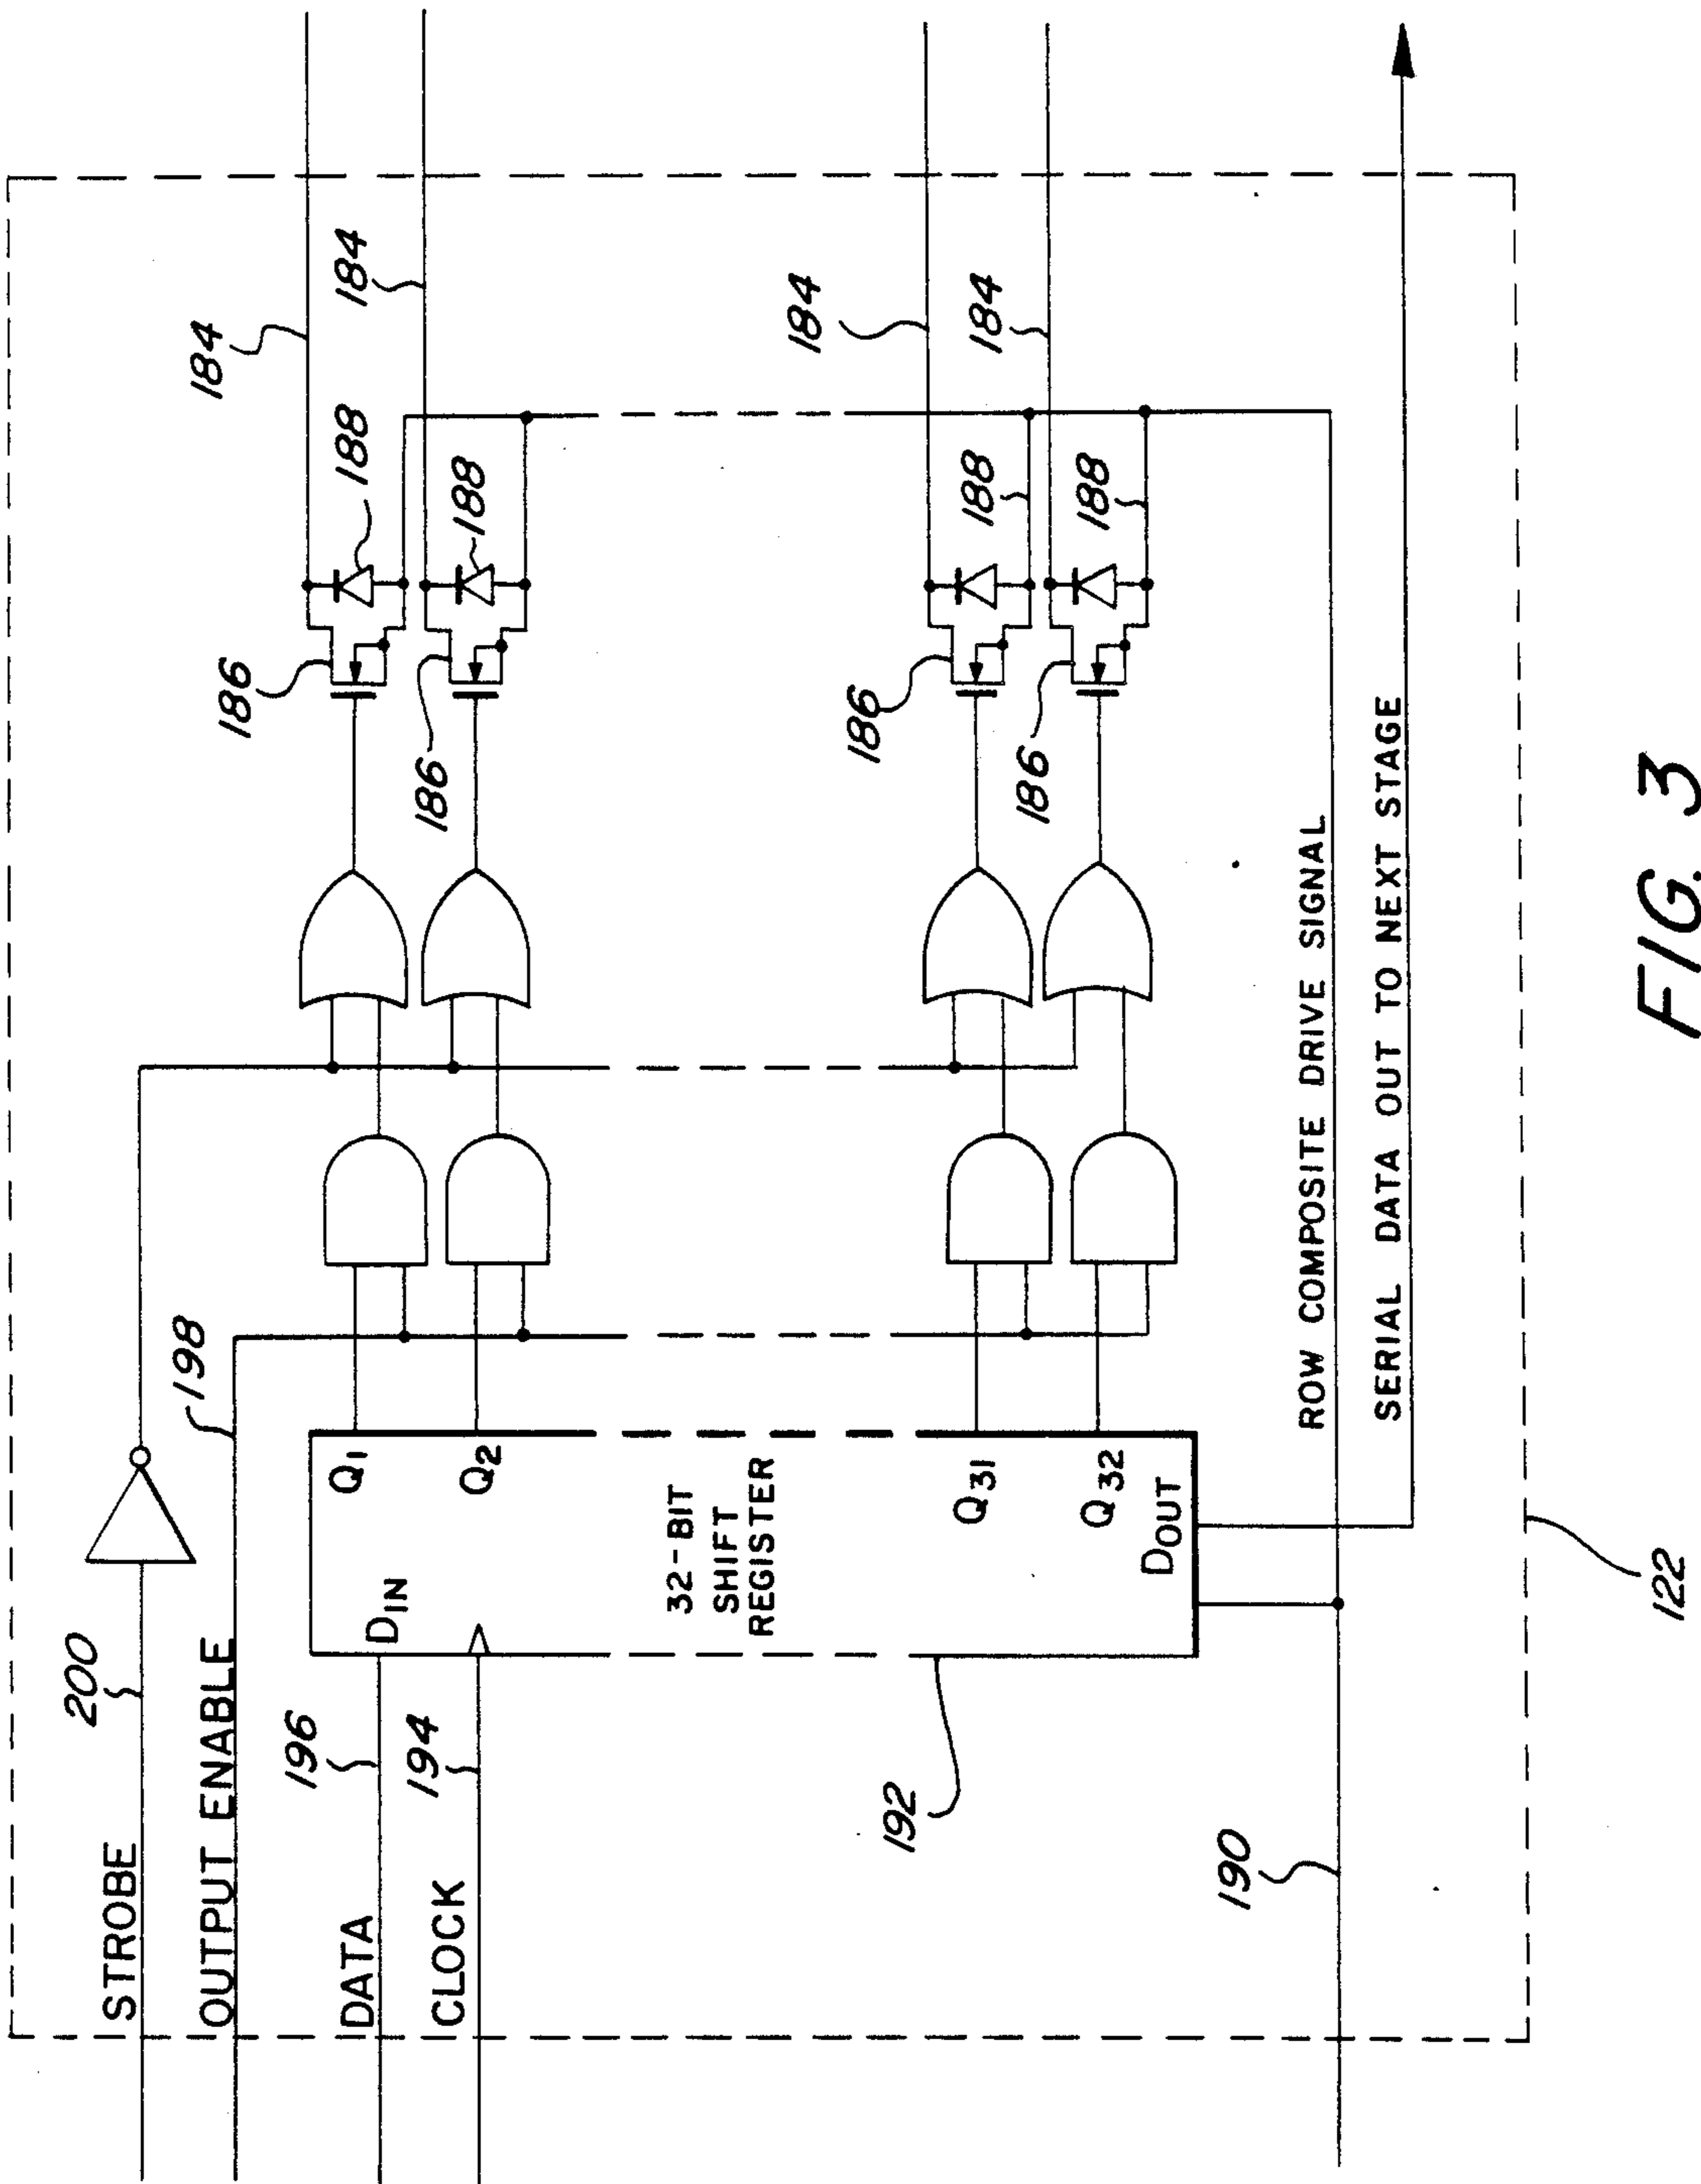 STROBE
200
OUTPUT ENABLE
198
DATA
196
CLOCK
194
DIN
Q1
Q2
32-BIT
SHIFT
REGISTER
Q31
Q32
DOUT
192
190
184
184
188
188
186
186
184
184
188
188
186
186
ROW COMPOSITE DRIVE SIGNAL
SERIAL DATA OUT TO NEXT STAGE
122
FIG. 3